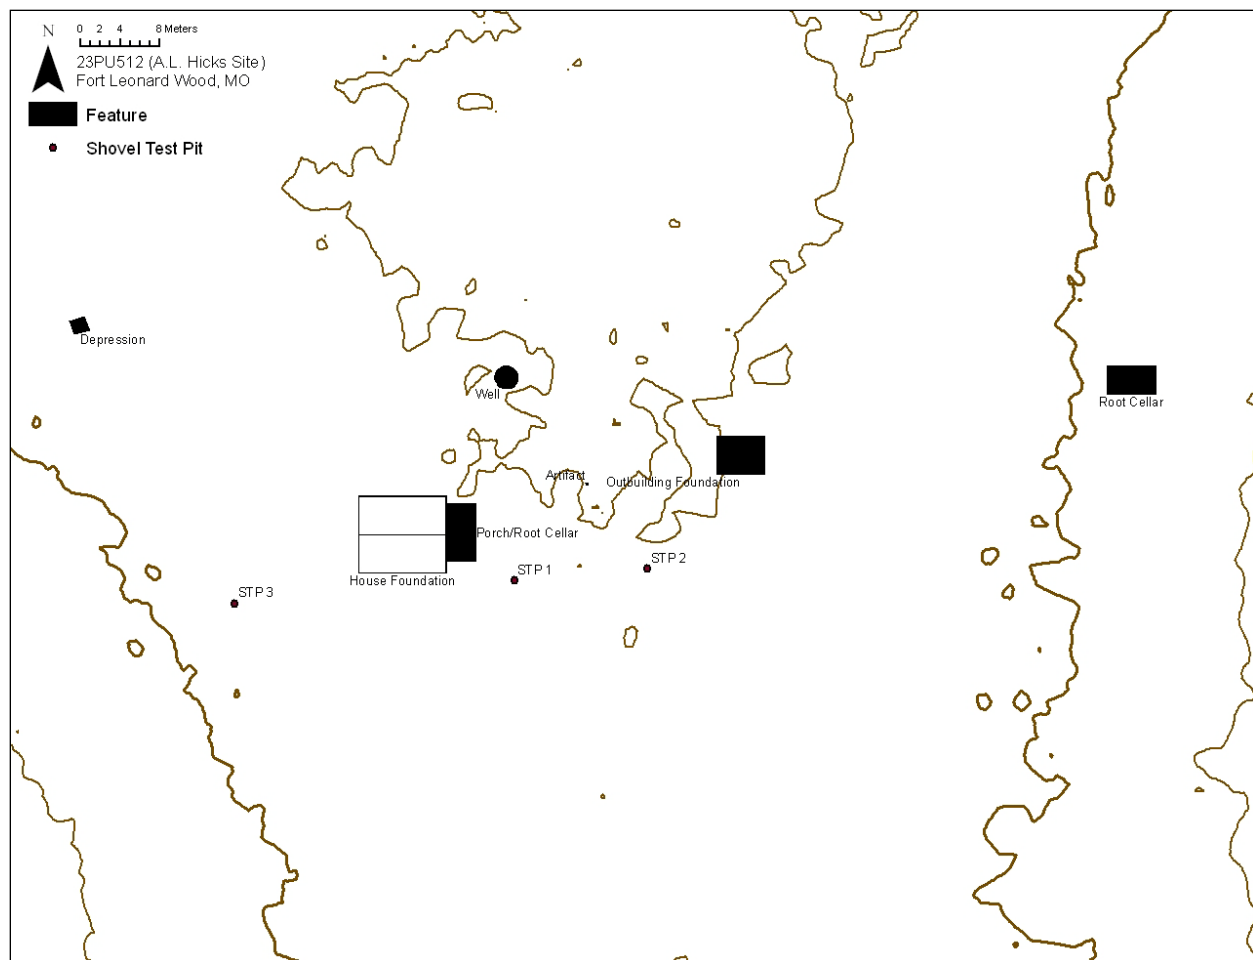 N
0 2 4 8 Meters
23PU512 (A.L. Hicks Site)
Fort Leonard Wood, MO
Feature
Shovel Test Pit
Depression
Well
Root Cellar
Artifact
Outbuilding Foundation
Porch/Root Cellar
House Foundation
STP 1
STP 2
STP 3